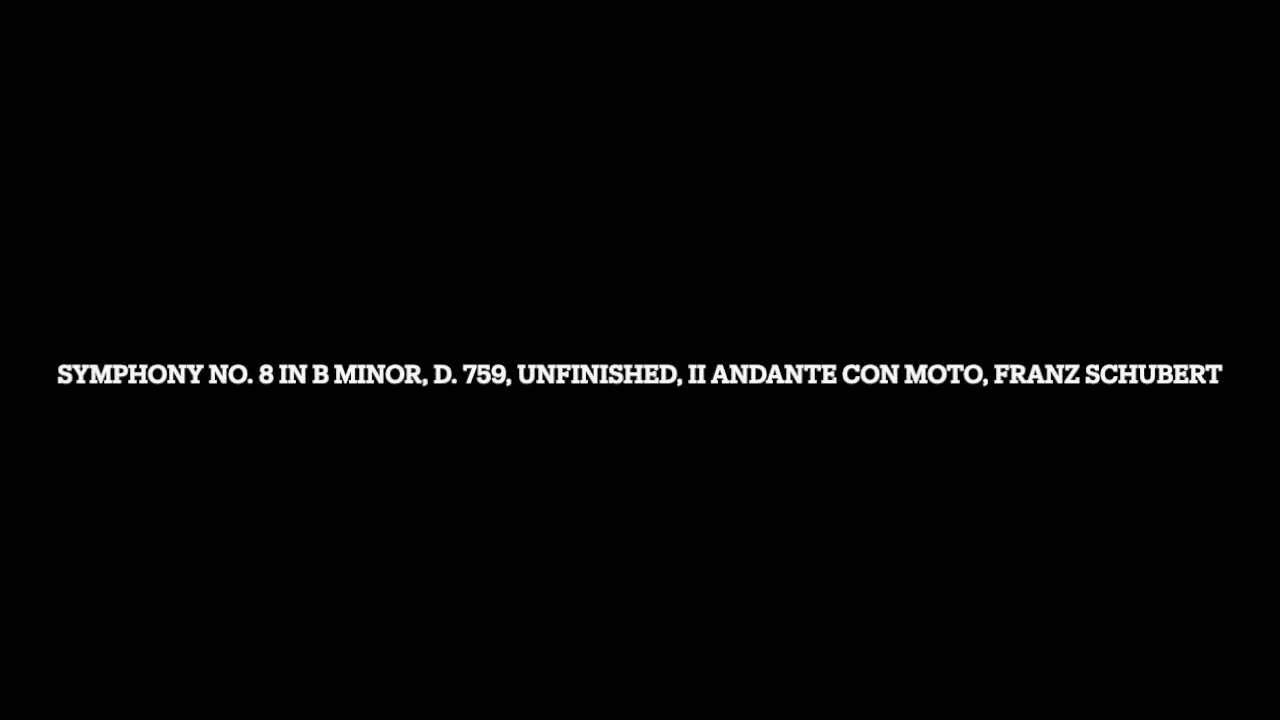 SYMPHONY NO. 8 IN B MINOR, D. 759, UNFINISHED, II ANDANTE CON MOTO, FRANZ SCHUBERT